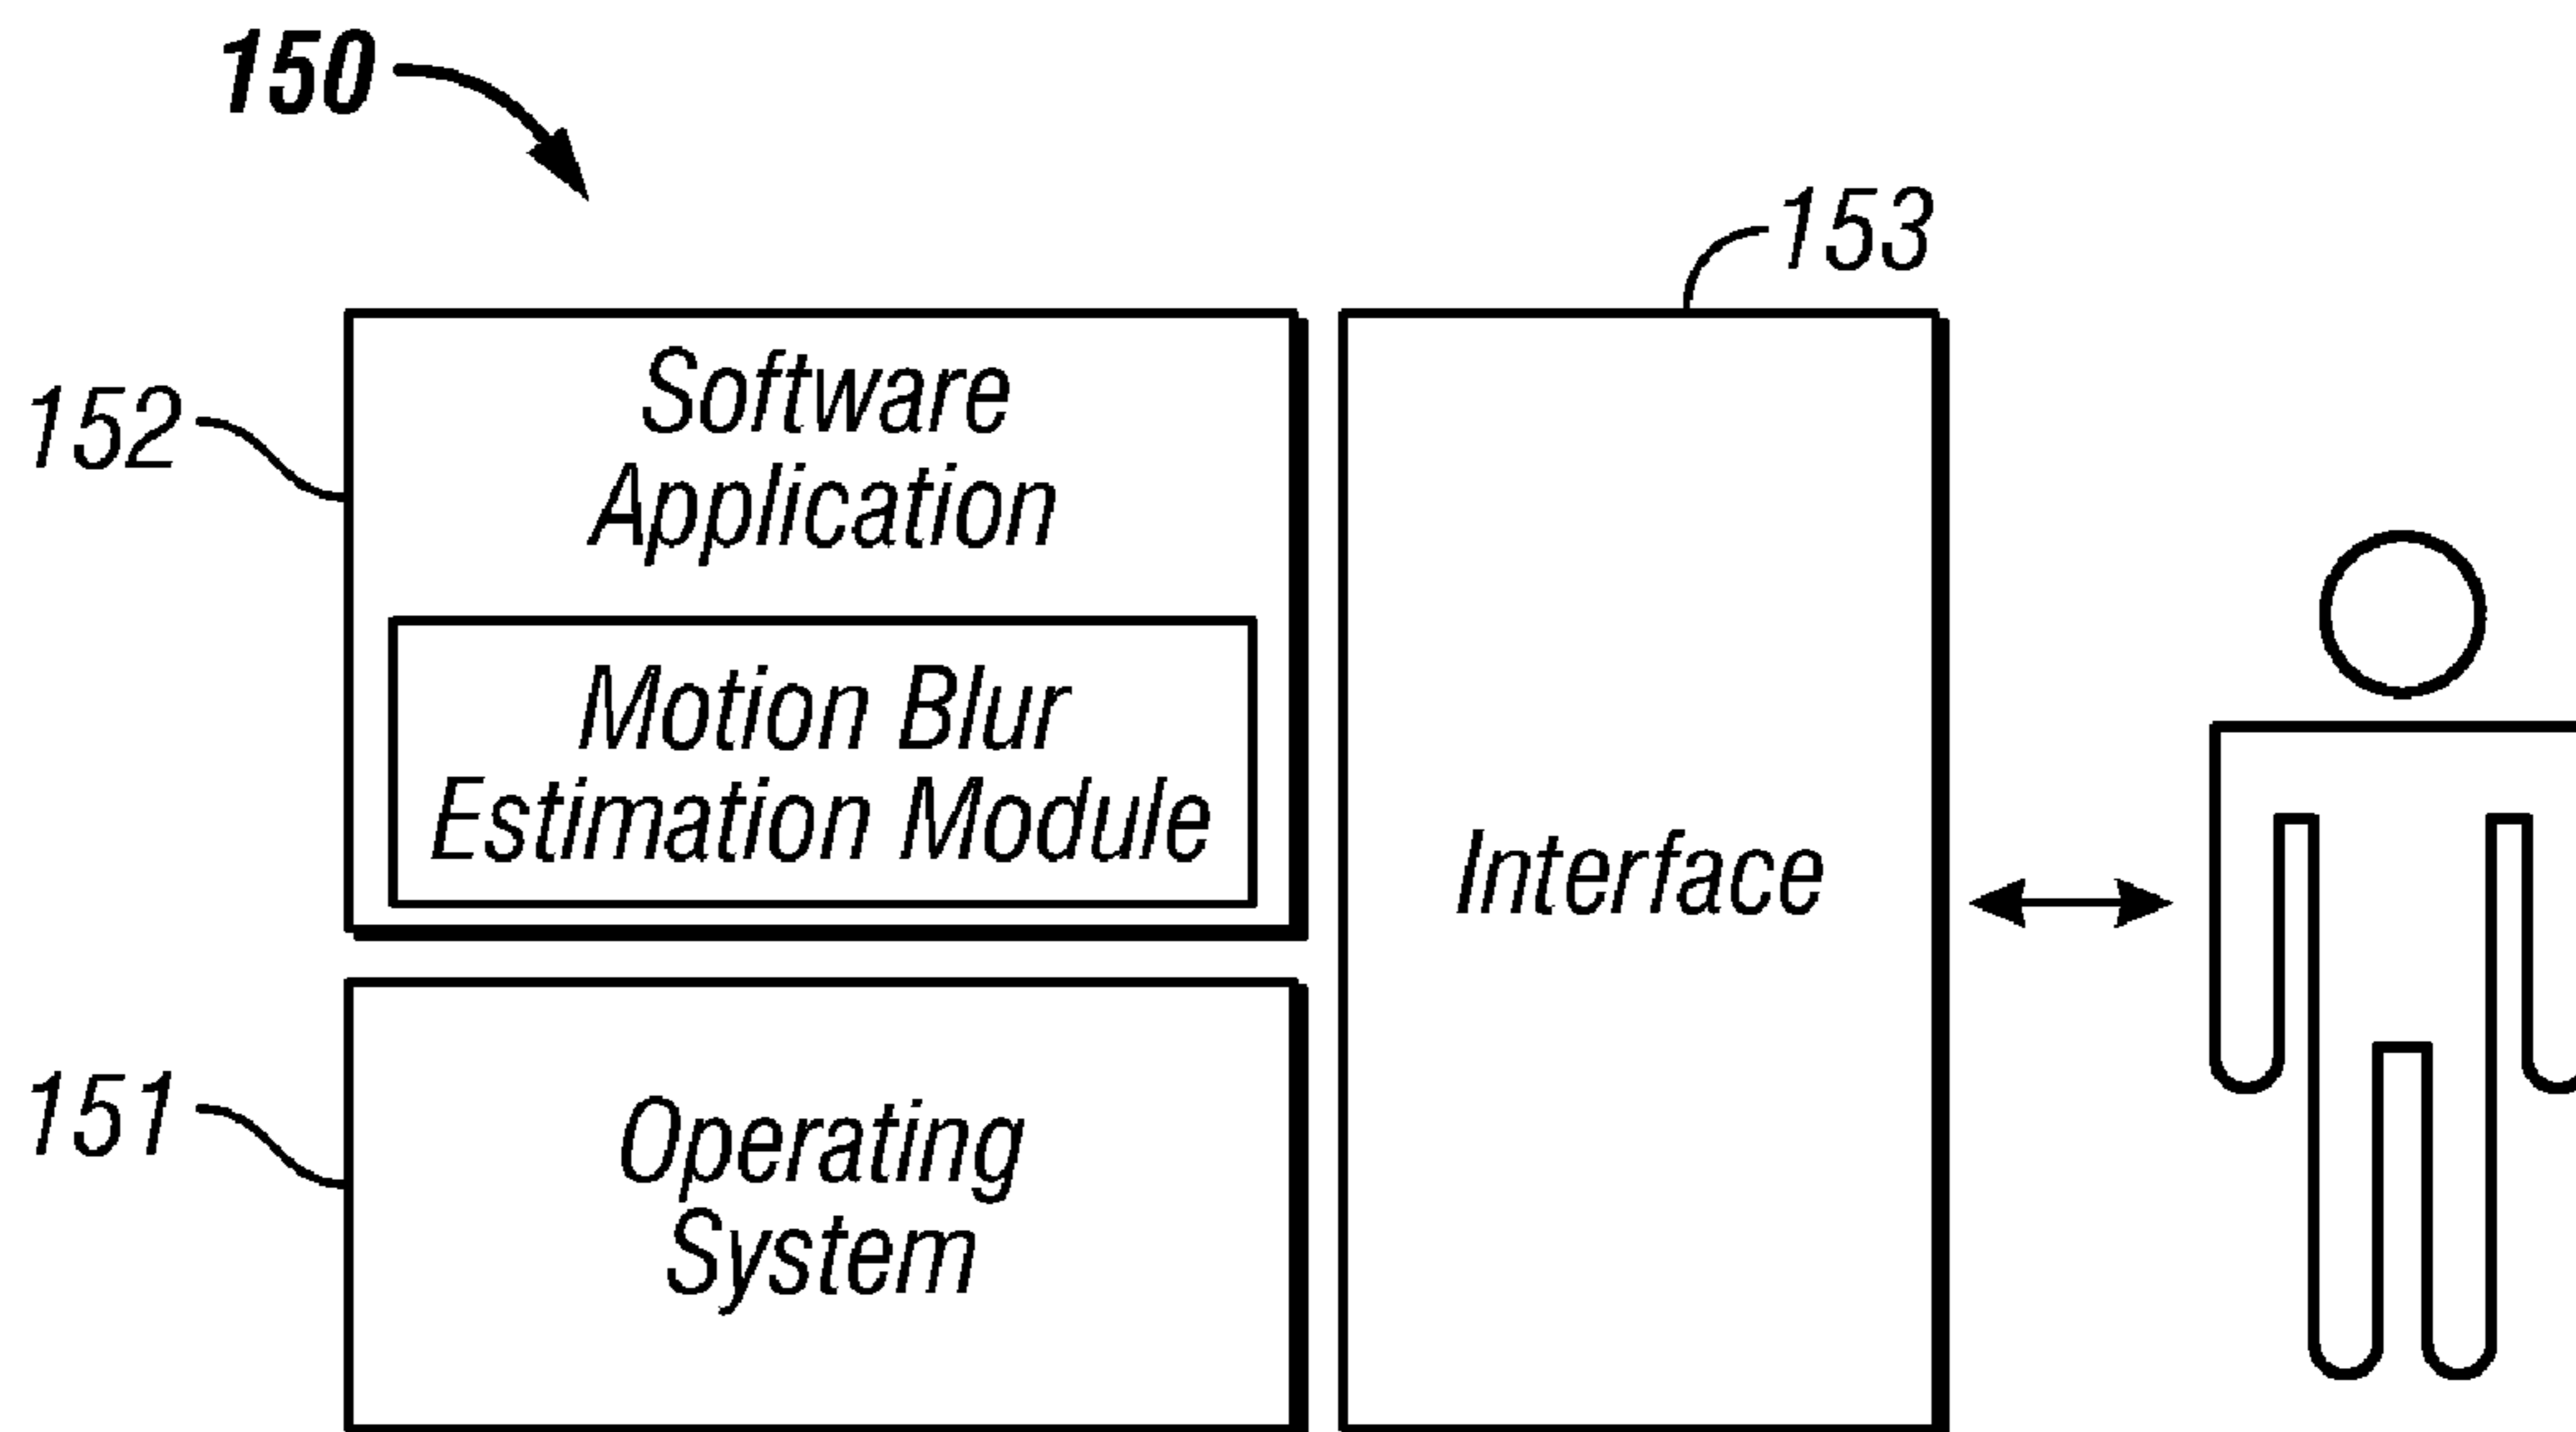 150
153
152
Software
Application
Motion Blur
Estimation Module
Interface
151
Operating
System